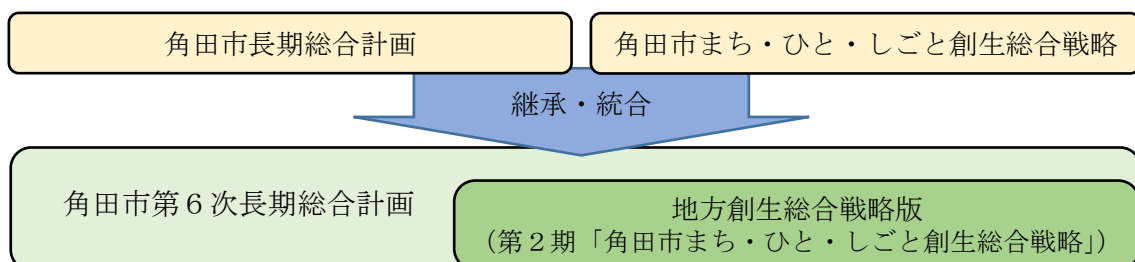 角田市長期総合計画
角田市まち・ひと・しごと創生総合戦略
継承・統合
角田市第６次長期総合計画
地方創生総合戦略版
（第２期「角田市まち・ひと・しごと創生総合戦略」）